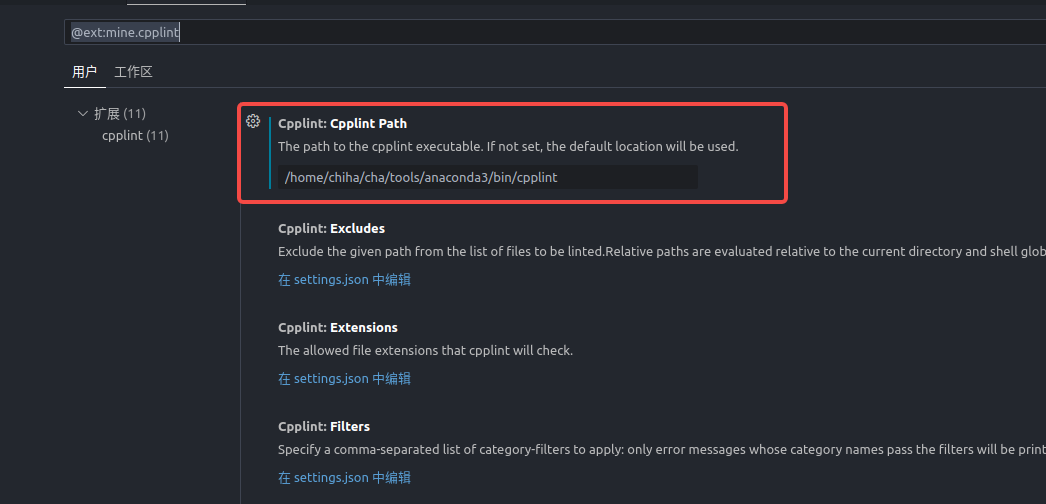 @ext:mine.cpplint
用户 工作区
扩展 (11)
cpplint (11)
Cpplint: Cpplint Path
The path to the cpplint executable. If not set, the default location will be used.
/home/chiha/cha/tools/anaconda3/bin/cpplint
Cpplint: Excludes
Exclude the given path from the list of files to be linted.Relative paths are evaluated relative to the current directory and shell glob
在 settings.json 中编辑
Cpplint: Extensions
The allowed file extensions that cpplint will check.
在 settings.json 中编辑
Cpplint: Filters
Specify a comma-separated list of category-filters to apply: only error messages whose category names pass the filters will be print
在 settings.json 中编辑